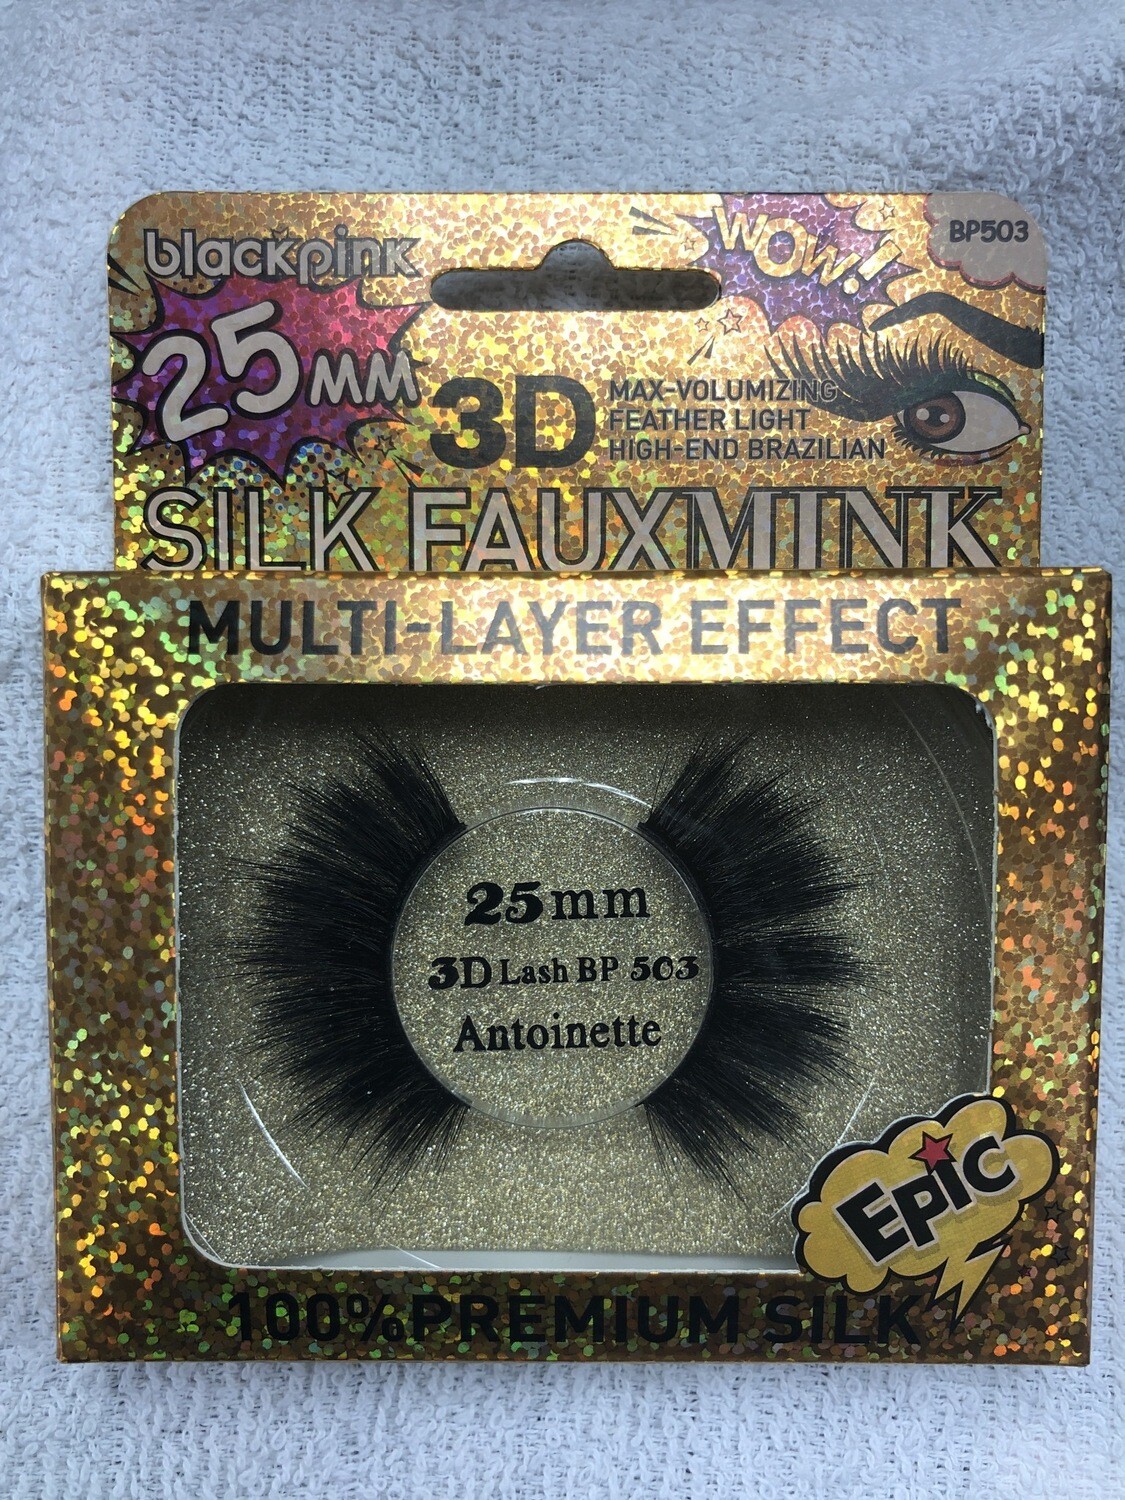 blackpink
WOW!
BP503
25MM
3D
MAX-VOLUMIZING
FEATHER LIGHT
HIGH-END BRAZILIAN
SILK FAUXMINK
MULTI-LAYER EFFECT
25mm
3D Lash BP 503
Antoinette
EPIC
100% PREMIUM SILK